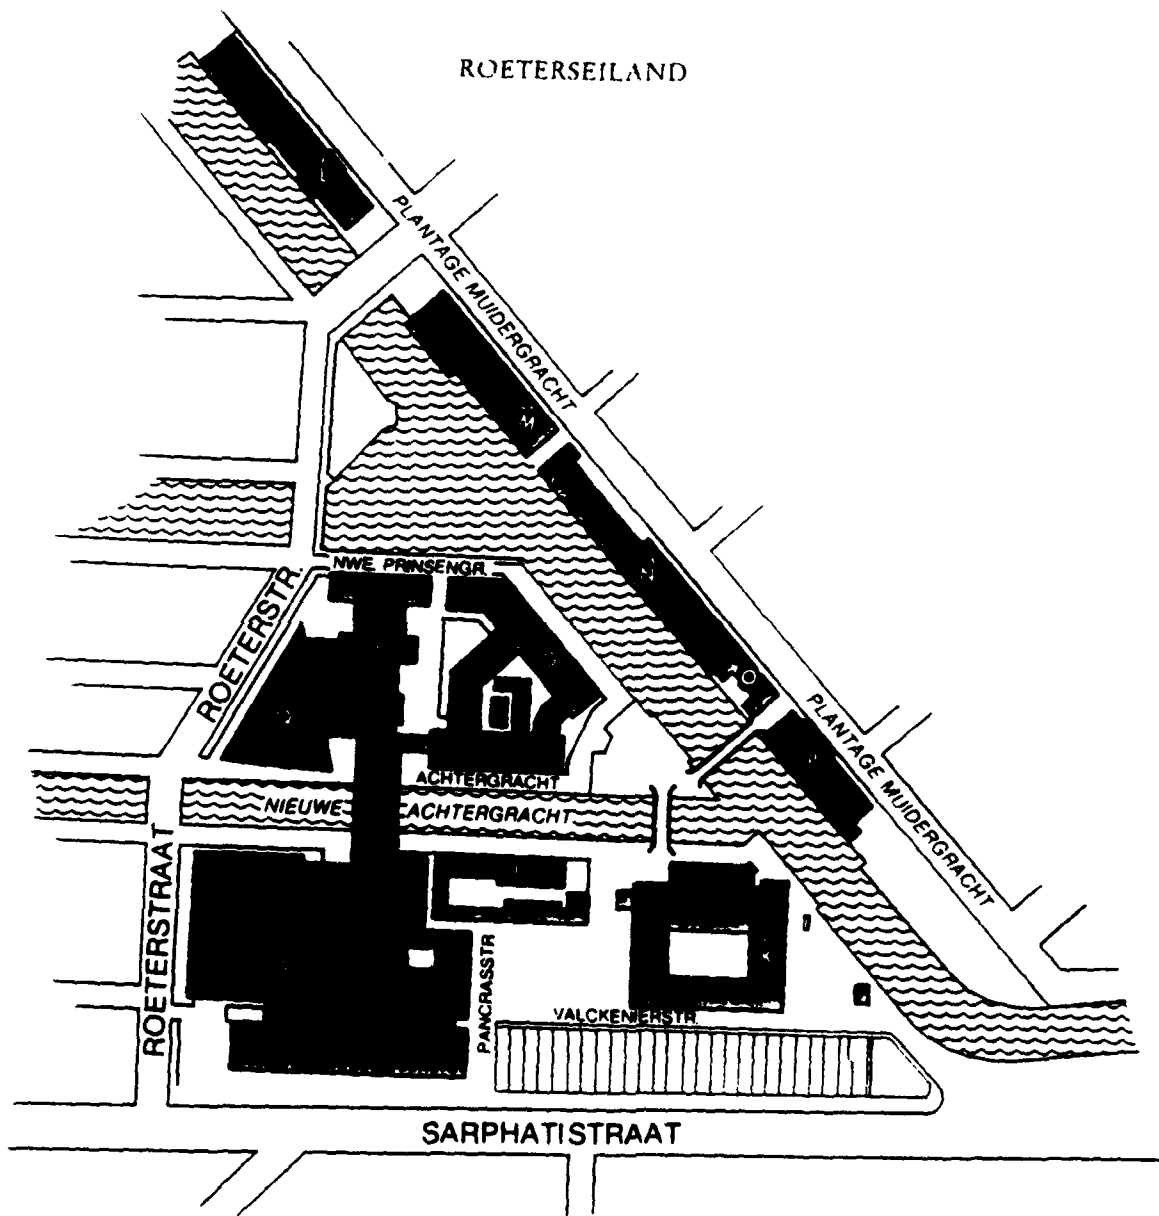 ROETERSEILAND
PLANTAGE MUIDERGRACHT
M
NWE. PRINSENGR.
ROETERSTR.
PLANTAGE MUIDERGRACHT
ACHTERGRACHT
NIEUWE ACHTERGRACHT
ROETERSTRAAT
PANCRASSTR
VALCKENIERSTR.
SARPHATISTRAAT